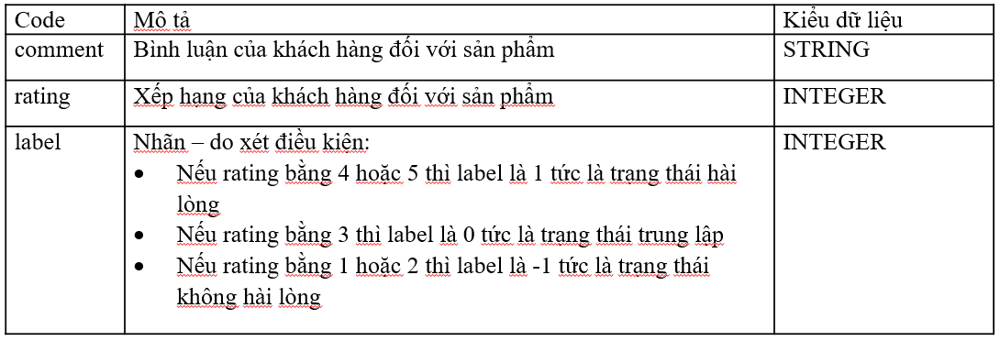 Code Mô tả Kiểu dữ liệu
comment Bình luận của khách hàng đối với sản phẩm STRING
rating Xếp hạng của khách hàng đối với sản phẩm INTEGER
label Nhãn – do xét điều kiện: INTEGER
• Nếu rating bằng 4 hoặc 5 thì label là 1 tức là trạng thái hài
lòng
• Nếu rating bằng 3 thì label là 0 tức là trạng thái trung lập
• Nếu rating bằng 1 hoặc 2 thì label là -1 tức là trạng thái
không hài lòng